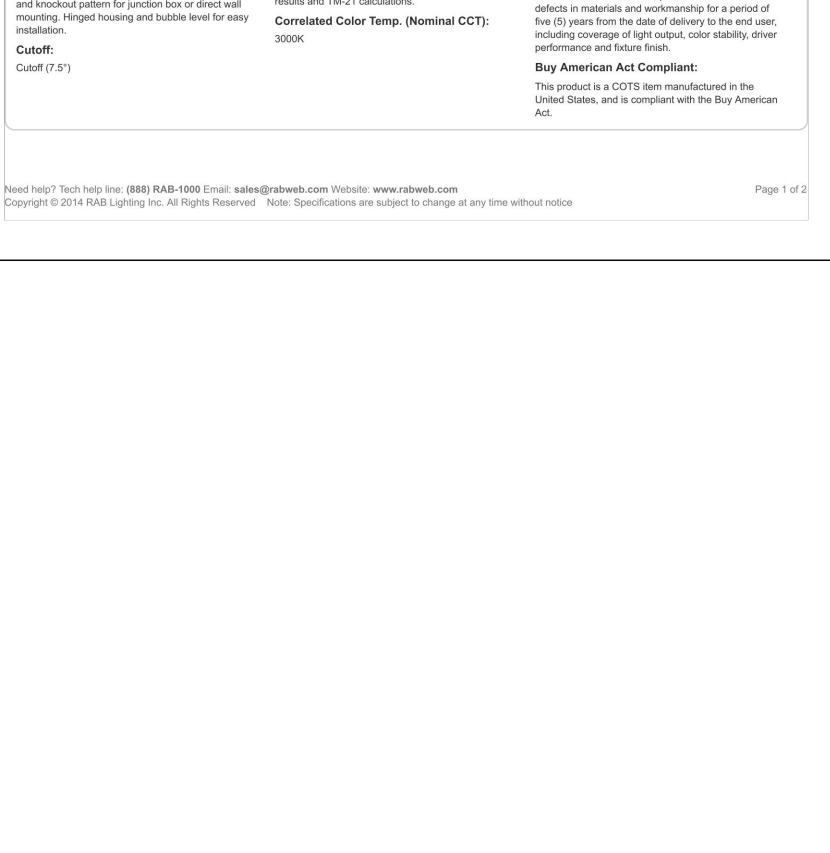 and knockout pattern for junction box or direct wall
mounting. Hinged housing and bubble level for easy
installation.
Cutoff:
Cutoff (7.5°)
results and TM-21 calculations.
Correlated Color Temp. (Nominal CCT):
3000K
defects in materials and workmanship for a period of
five (5) years from the date of delivery to the end user,
including coverage of light output, color stability, driver
performance and fixture finish.
Buy American Act Compliant:
This product is a COTS item manufactured in the
United States, and is compliant with the Buy American
Act.
Need help? Tech help line: (888) RAB-1000 Email: sales@rabweb.com Website: www.rabweb.com
Page 1 of 2
Copyright © 2014 RAB Lighting Inc. All Rights Reserved Note: Specifications are subject to change at any time without notice